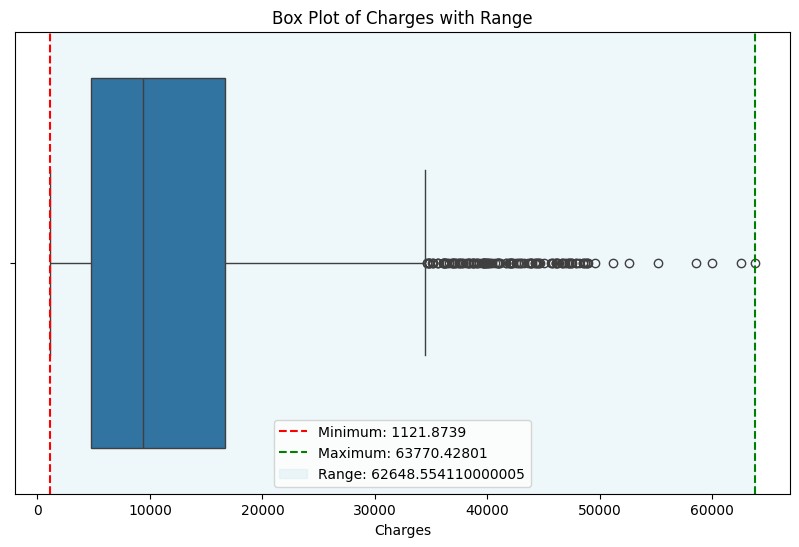 Box Plot of Charges with Range
Minimum: 1121.8739
Maximum: 63770.42801
Range: 62648.554110000005
0 10000 20000 30000 40000 50000 60000
Charges